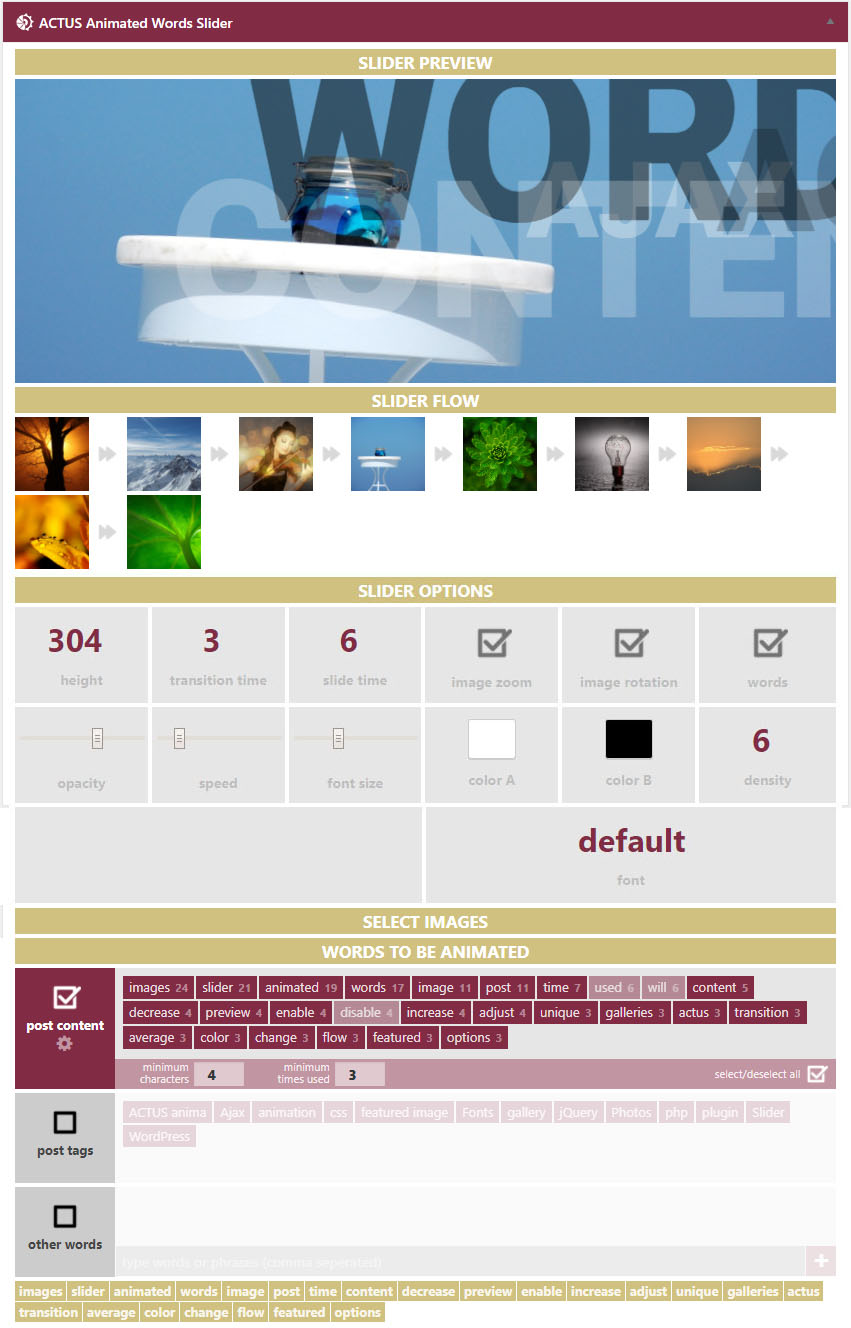 ACTUS Animated Words Slider
SLIDER PREVIEW
WORD
AJAX
CONTEN
SLIDER FLOW
SLIDER OPTIONS
304 3 6
height transition time slide time image zoom image rotation words
6
opacity speed font size color A color B density
default
font
SELECT IMAGES
WORDS TO BE ANIMATED
post content
images 24 slider 21 animated 19 words 17 image 11 post 11 time 7 used 6 will 6 content 5
decrease 4 preview 4 enable 4 disable 4 increase 4 adjust 4 unique 3 galleries 3 actus 3 transition 3
average 3 color 3 change 3 flow 3 featured 3 options 3
minimum characters 4 minimum times used 3 select/deselect all
post tags
ACTUS anima Ajax animation css featured image Fonts gallery jQuery Photos php plugin Slider
WordPress
other words
type words or phrases (comma seperated)
images slider animated words image post time content decrease preview enable increase adjust unique galleries actus
transition average color change flow featured options